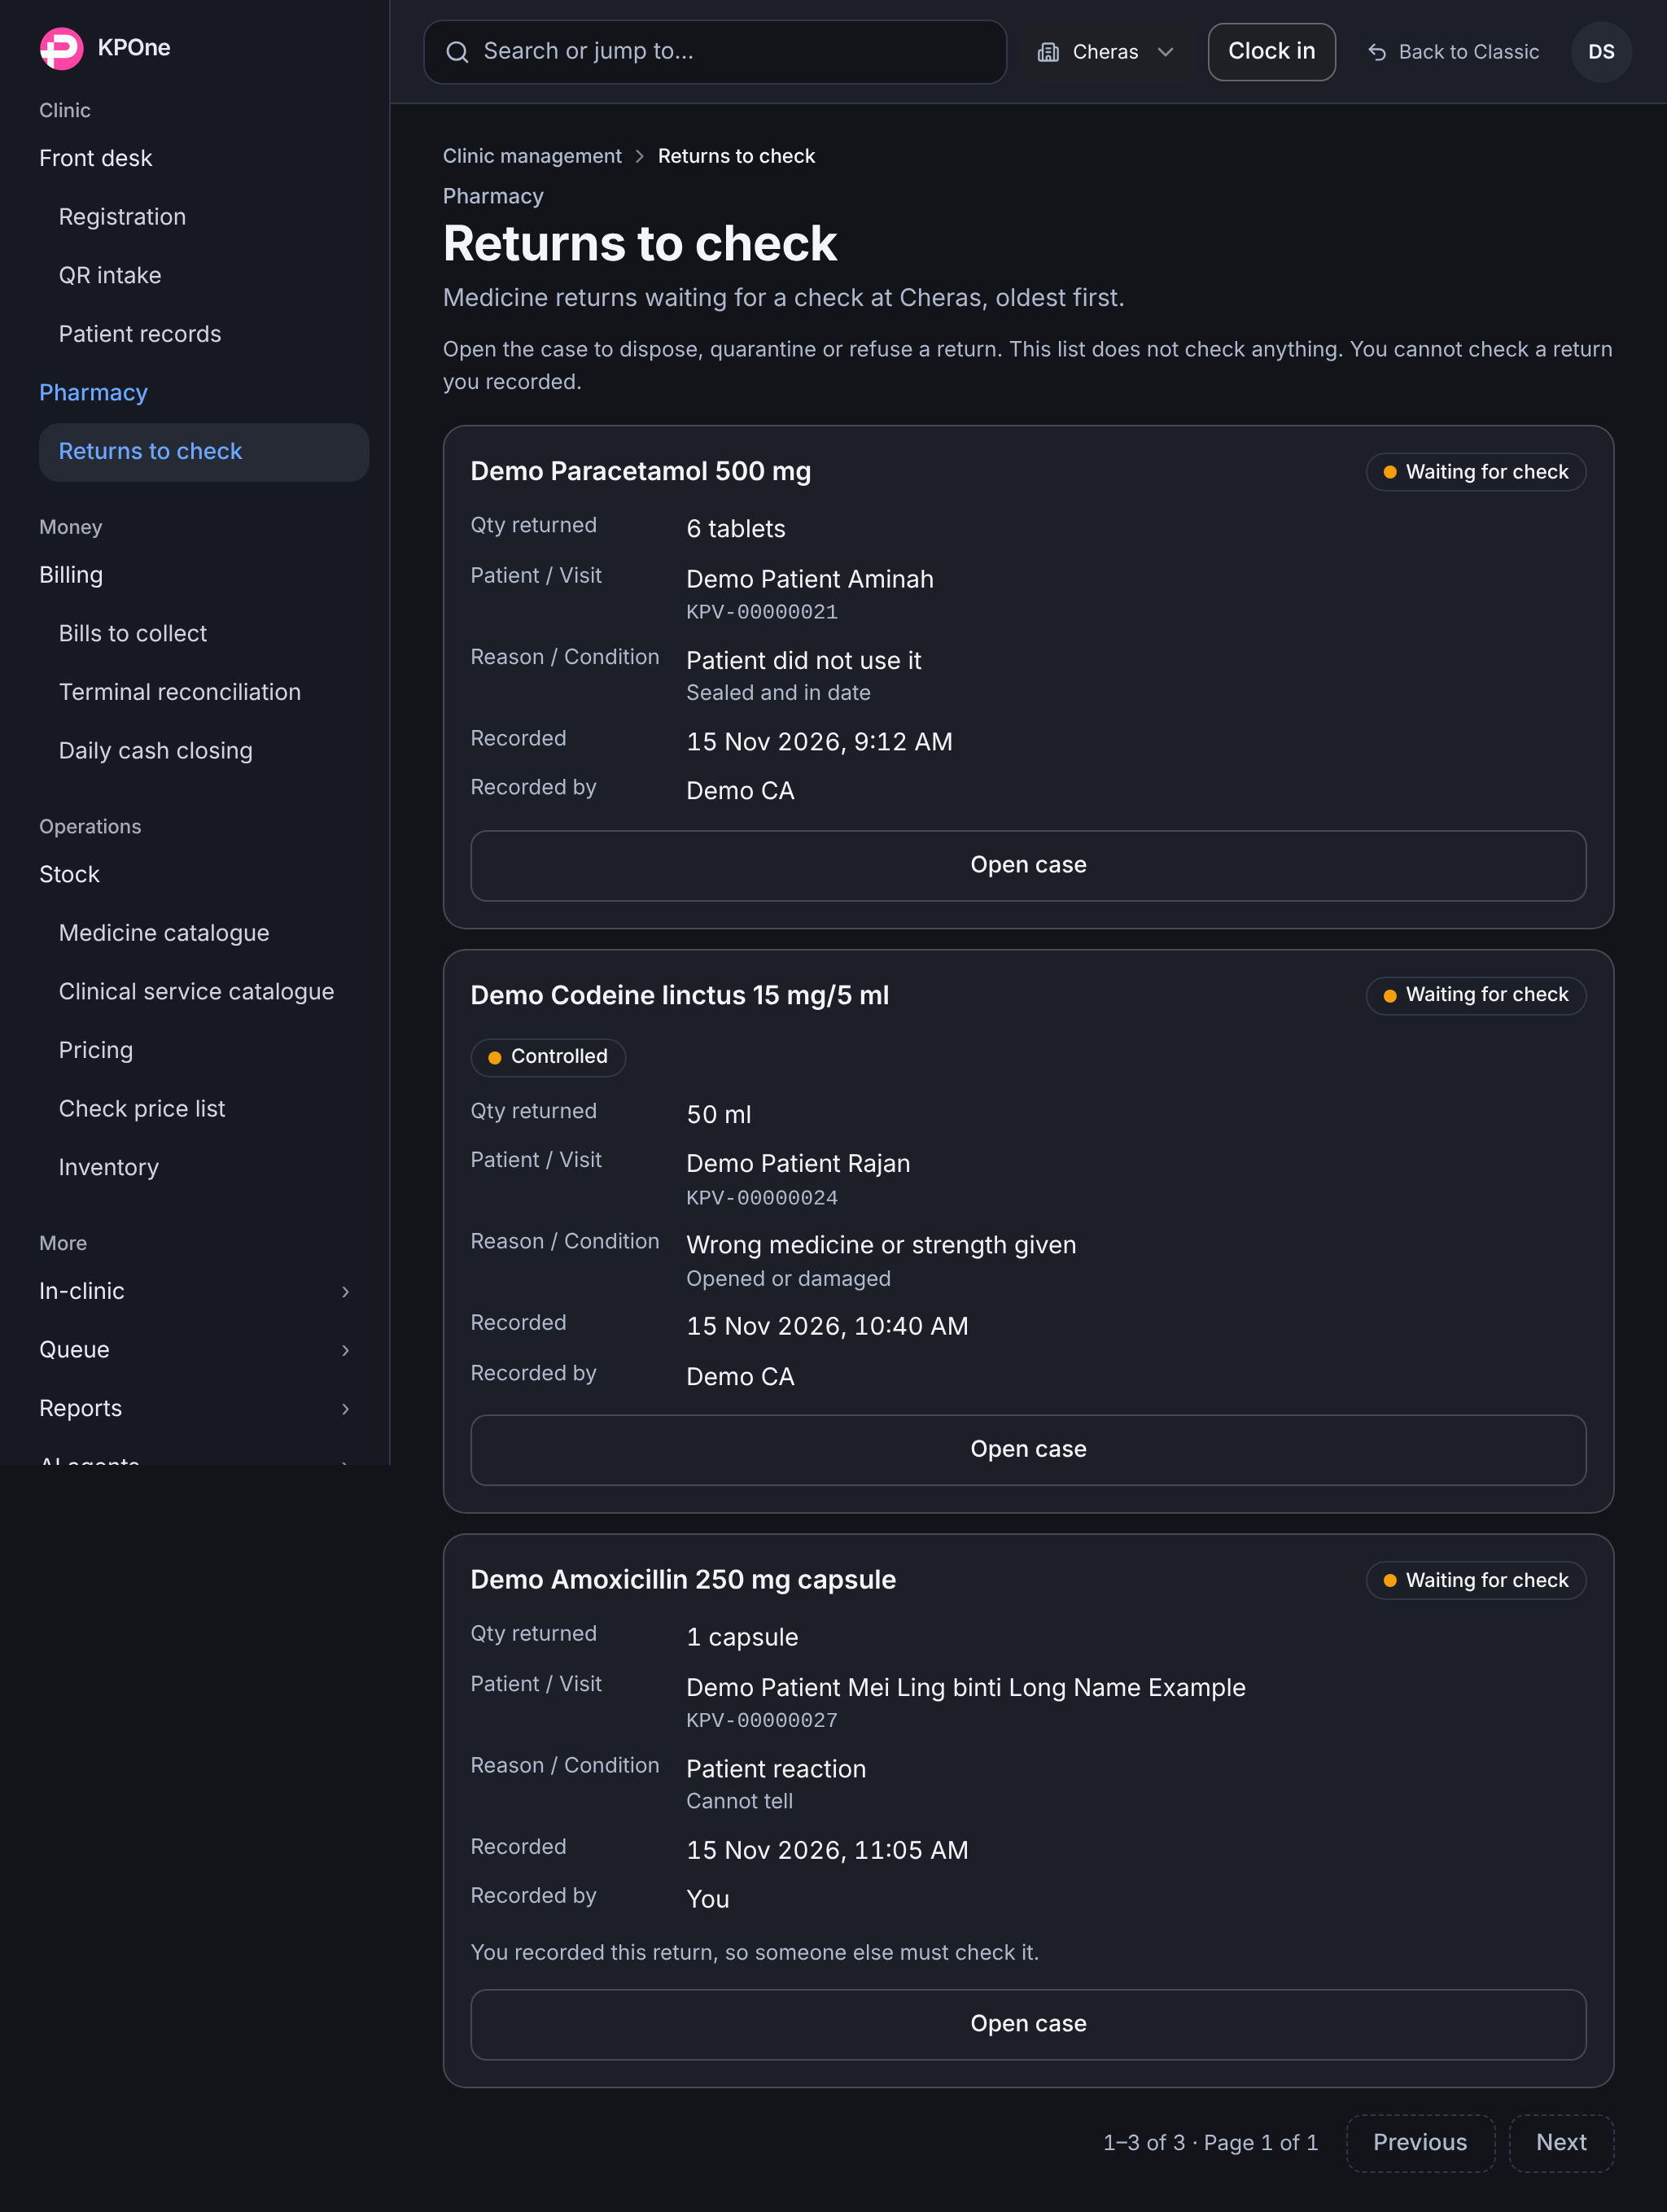 KPOne
Clinic
Front desk
Registration
QR intake
Patient records
Pharmacy
Returns to check
Money
Billing
Bills to collect
Terminal reconciliation
Daily cash closing
Operations
Stock
Medicine catalogue
Clinical service catalogue
Pricing
Check price list
Inventory
More
In-clinic
Queue
Reports
AI agents
Search or jump to...
Cheras
Clock in
Back to Classic
DS
Clinic management > Returns to check
Pharmacy
Returns to check
Medicine returns waiting for a check at Cheras, oldest first.
Open the case to dispose, quarantine or refuse a return. This list does not check anything. You cannot check a return
you recorded.
Demo Paracetamol 500 mg
Waiting for check
Qty returned 6 tablets
Patient / Visit Demo Patient Aminah
KPV-00000021
Reason / Condition Patient did not use it
Sealed and in date
Recorded 15 Nov 2026, 9:12 AM
Recorded by Demo CA
Open case
Demo Codeine linctus 15 mg/5 ml
Waiting for check
Controlled
Qty returned 50 ml
Patient / Visit Demo Patient Rajan
KPV-00000024
Reason / Condition Wrong medicine or strength given
Opened or damaged
Recorded 15 Nov 2026, 10:40 AM
Recorded by Demo CA
Open case
Demo Amoxicillin 250 mg capsule
Waiting for check
Qty returned 1 capsule
Patient / Visit Demo Patient Mei Ling binti Long Name Example
KPV-00000027
Reason / Condition Patient reaction
Cannot tell
Recorded 15 Nov 2026, 11:05 AM
Recorded by You
You recorded this return, so someone else must check it.
Open case
1–3 of 3 · Page 1 of 1
Previous
Next